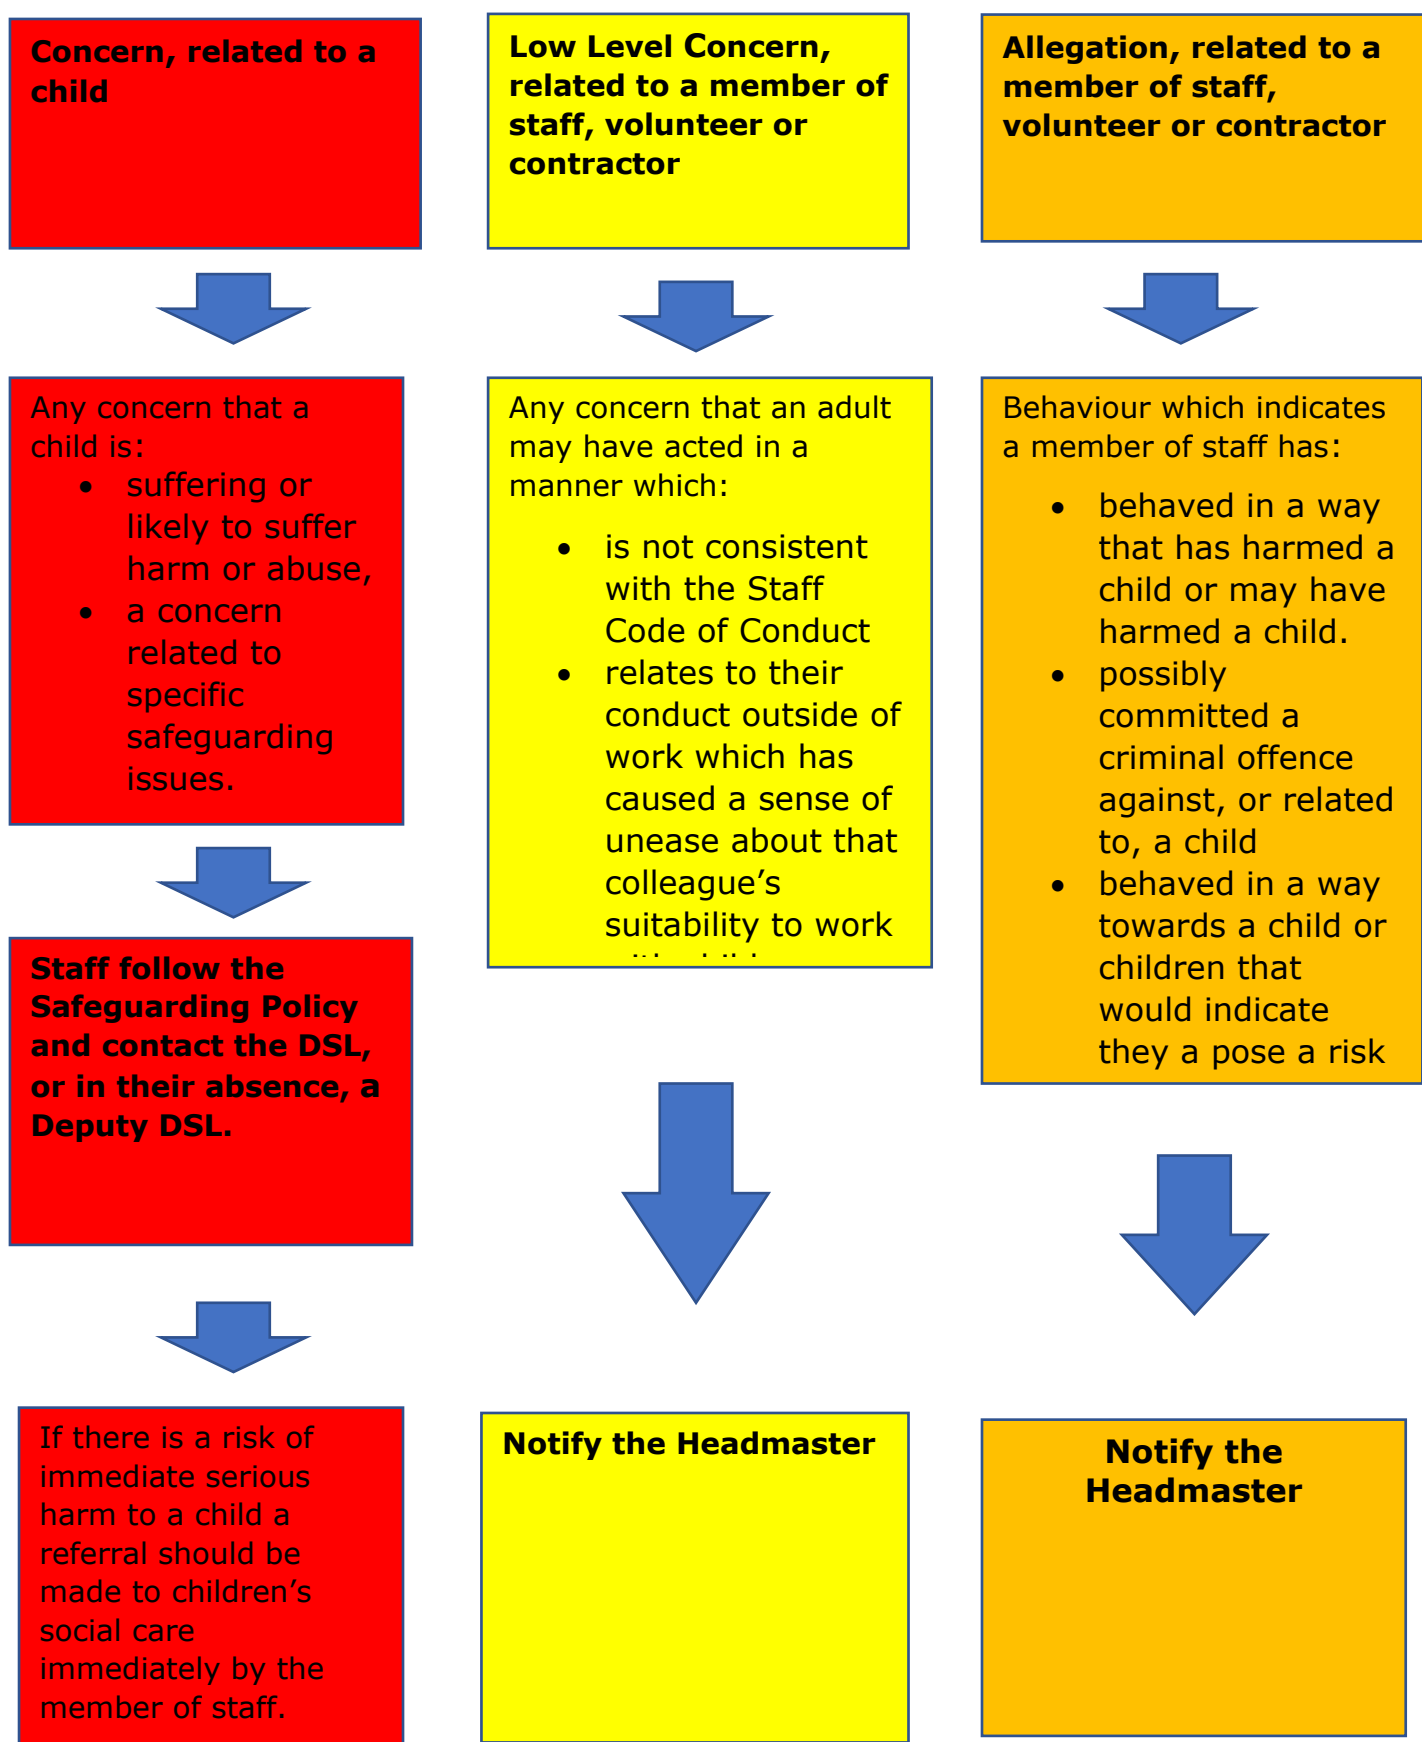 Concern, related to a
child
Low Level Concern,
related to a member of
staff, volunteer or
contractor
Allegation, related to a
member of staff,
volunteer or contractor
Any concern that a
child is:
• suffering or
likely to suffer
harm or abuse,
• a concern
related to
specific
safeguarding
issues.
Any concern that an adult
may have acted in a
manner which:
• is not consistent
with the Staff
Code of Conduct
• relates to their
conduct outside of
work which has
caused a sense of
unease about that
colleague’s
suitability to work
Behaviour which indicates
a member of staff has:
• behaved in a way
that has harmed a
child or may have
harmed a child.
• possibly
committed a
criminal offence
against, or related
to, a child
• behaved in a way
towards a child or
children that
would indicate
they a pose a risk
Staff follow the
Safeguarding Policy
and contact the DSL,
or in their absence, a
Deputy DSL.
If there is a risk of
immediate serious
harm to a child a
referral should be
made to children’s
social care
immediately by the
member of staff.
Notify the Headmaster
Notify the
Headmaster